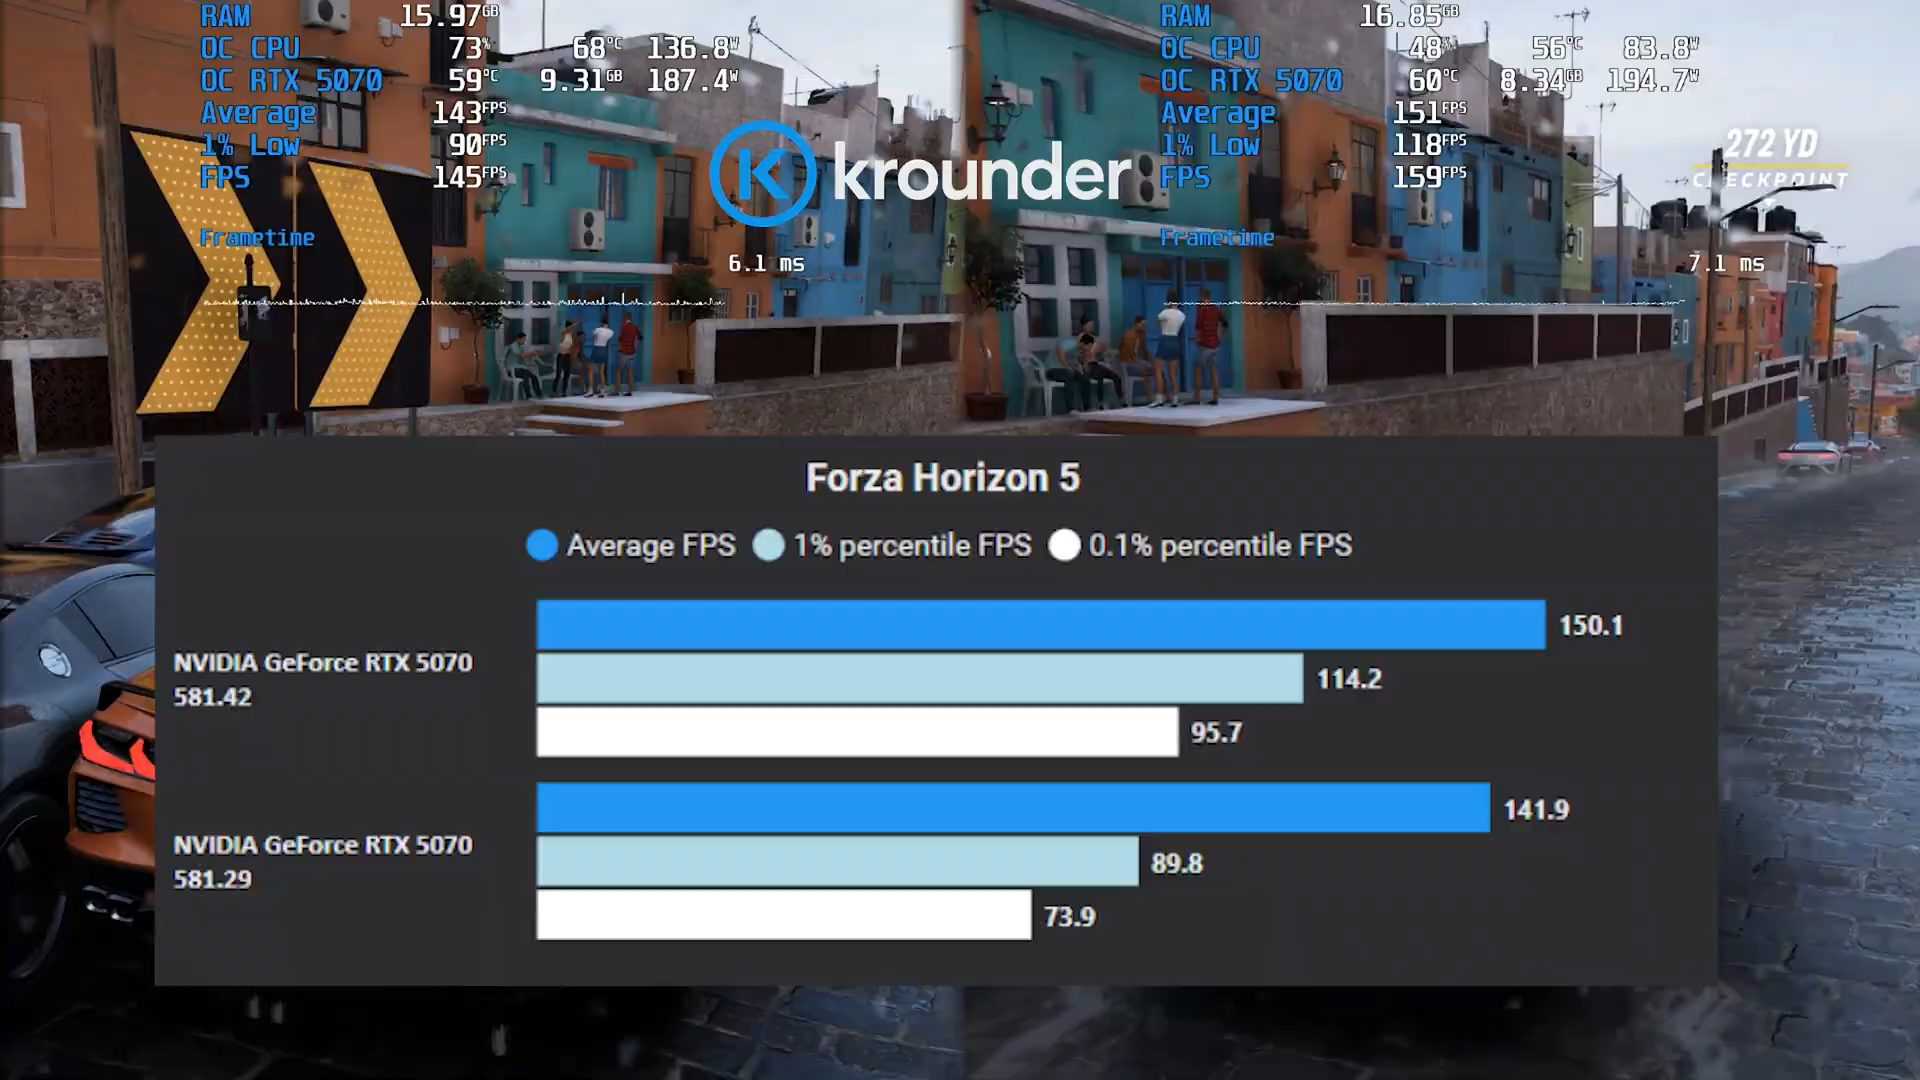 RAM 15.97GB
OC CPU 73% 68°C 136.8W
OC RTX 5070 59°C 9.31GB 187.4W
Average 143FPS
1% Low 90FPS
FPS 145FPS
Frametime
6.1 ms
K krounder
RAM 16.85GB
OC CPU 48% 56°C 83.8W
OC RTX 5070 60°C 8.34GB 194.7W
Average 151FPS
1% Low 118FPS
FPS 159FPS
Frametime
7.1 ms
272 YD
CHECKPOINT
Forza Horizon 5
Average FPS 1% percentile FPS 0.1% percentile FPS
NVIDIA GeForce RTX 5070
581.42
150.1
114.2
95.7
NVIDIA GeForce RTX 5070
581.29
141.9
89.8
73.9